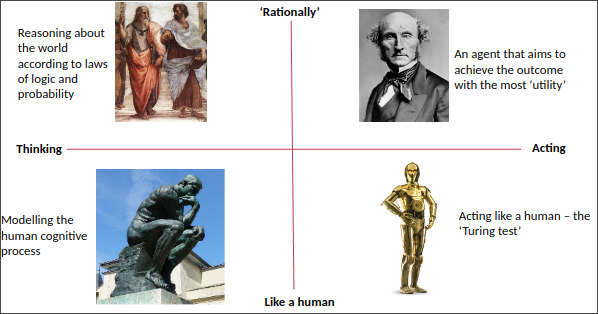 ‘Rationally’
Reasoning about
the world
according to laws
of logic and
probability
An agent that aims to
achieve the outcome
with the most ‘utility’
Thinking
Acting
Modelling the
human cognitive
process
Acting like a human – the
‘Turing test’
Like a human